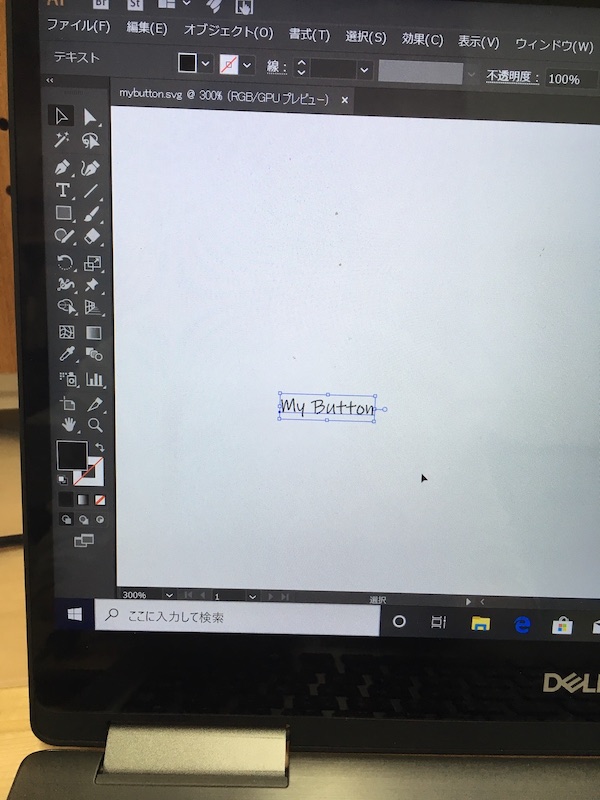 Br St
ファイル(F) 編集(E) オブジェクト(O) 書式(T) 選択(S) 効果(C) 表示(V) ウィンドウ(W)
テキスト 線: 不透明度: 100%
mybutton.svg @ 300% (RGB/GPU プレビュー) ×
My Button
300% 1 選択
ここに入力して検索
DELL